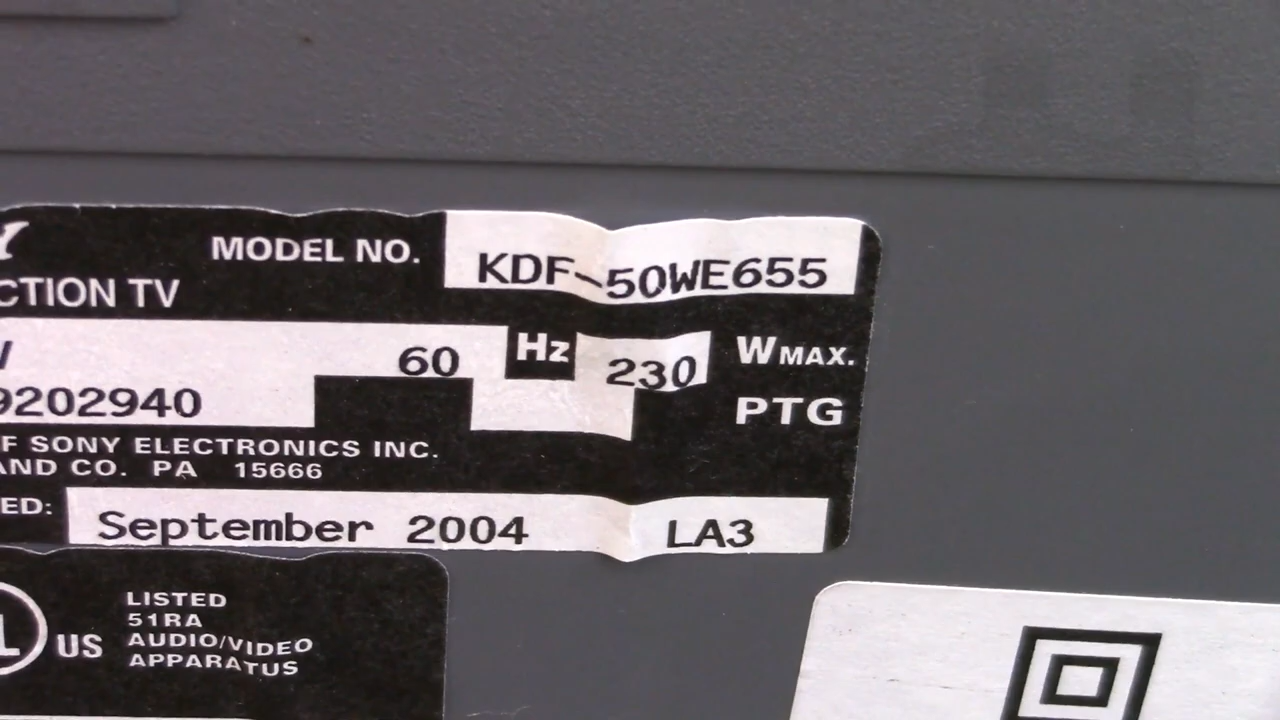 Y MODEL NO. KDF-50WE655
CTION TV
60 Hz 230 WMAX.
9202940 PTG
F SONY ELECTRONICS INC.
AND CO. PA 15666
ED: September 2004 LA3
L US
LISTED
51RA
AUDIO/VIDEO
APPARATUS